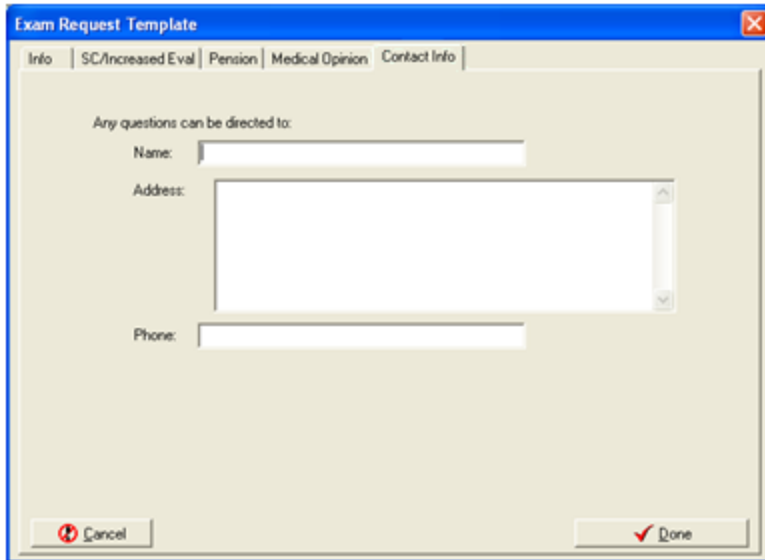 Exam Request Template
Info SC/Increased Eval Pension Medical Opinion Contact Info
Any questions can be directed to:
Name:
Address:
Phone:
Cancel Done